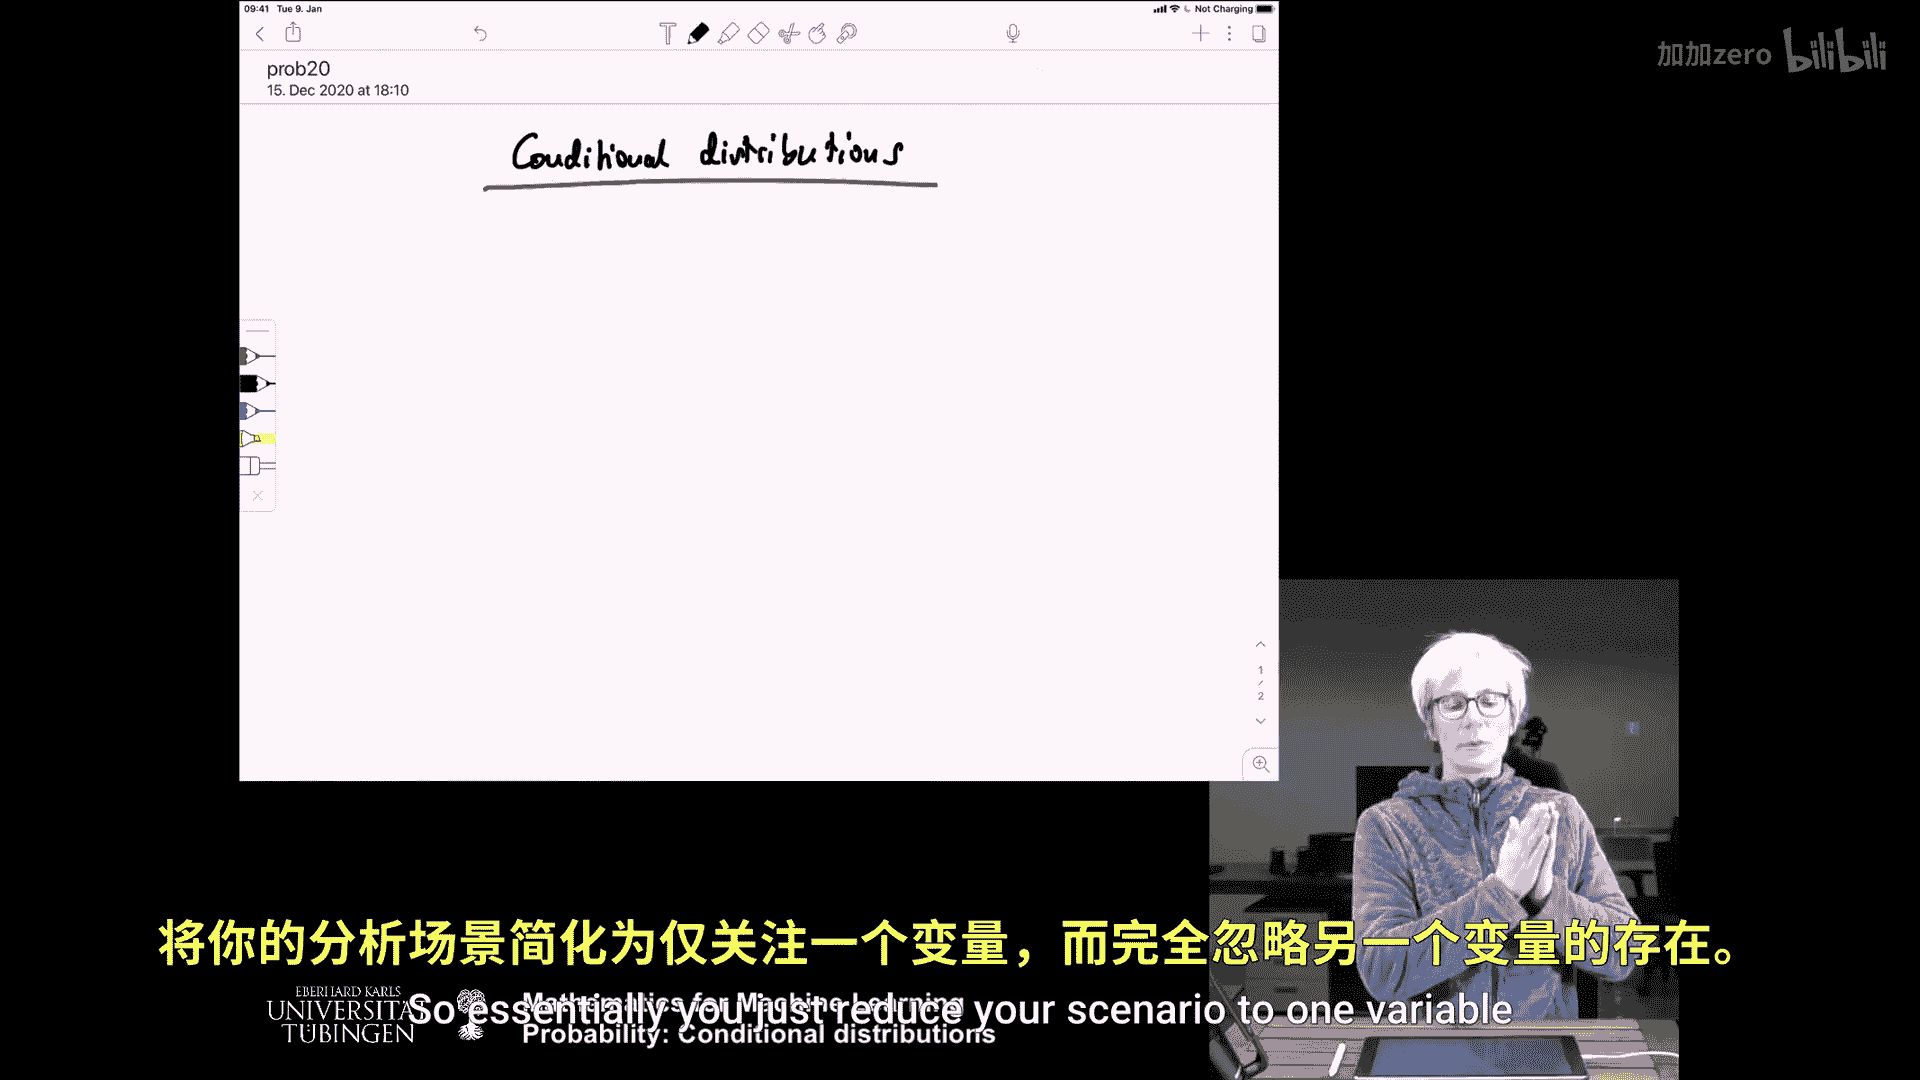 09:41 Tue 9. Jan
Not Charging
加加zero bilibili
prob20
15. Dec 2020 at 18:10
Conditional distributions
1
2
将你的分析场景简化为仅关注一个变量，而完全忽略另一个变量的存在。
So essentially you just reduce your scenario to one variable
EBERHARD KARLS
UNIVERSITÄT
TÜBINGEN
Mathematics for Machine Learning
Probability: Conditional distributions